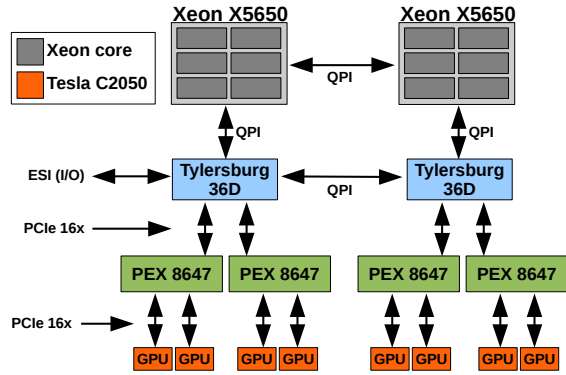 Xeon X5650
Xeon X5650
Xeon core
Tesla C2050
QPI
QPI
QPI
ESI (I/O)
Tylersburg
36D
QPI
Tylersburg
36D
PCIe 16x
PEX 8647
PEX 8647
PEX 8647
PEX 8647
PCIe 16x
GPU
GPU
GPU
GPU
GPU
GPU
GPU
GPU